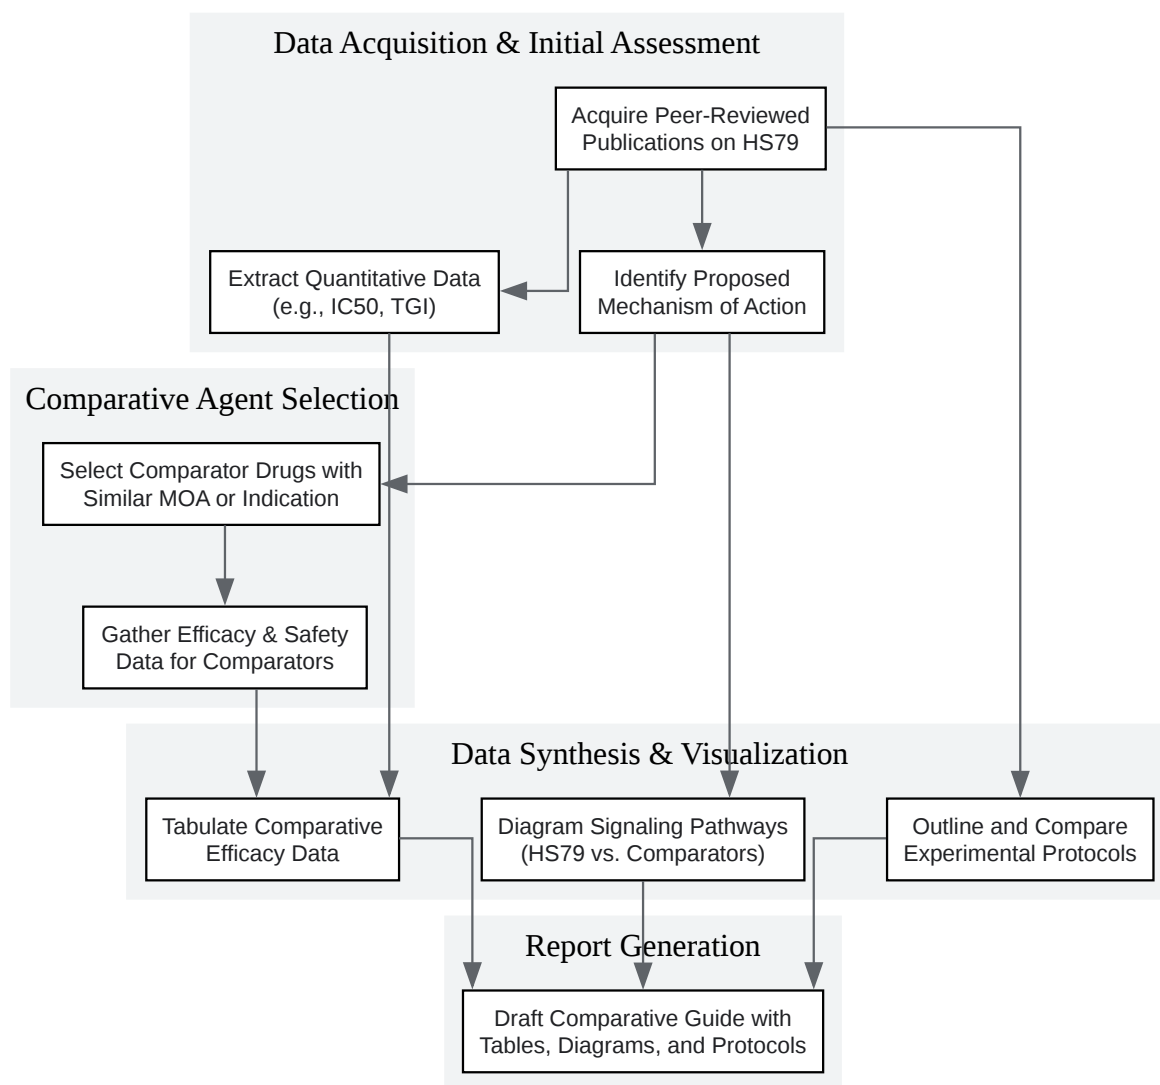 Data Acquisition & Initial Assessment
Acquire Peer-Reviewed
Publications on HS79
Extract Quantitative Data
(e.g., IC50, TGI)
Identify Proposed
Mechanism of Action
Comparative Agent Selection
Select Comparator Drugs with
Similar MOA or Indication
Gather Efficacy & Safety
Data for Comparators
Data Synthesis & Visualization
Tabulate Comparative
Efficacy Data
Diagram Signaling Pathways
(HS79 vs. Comparators)
Outline and Compare
Experimental Protocols
Report Generation
Draft Comparative Guide with
Tables, Diagrams, and Protocols